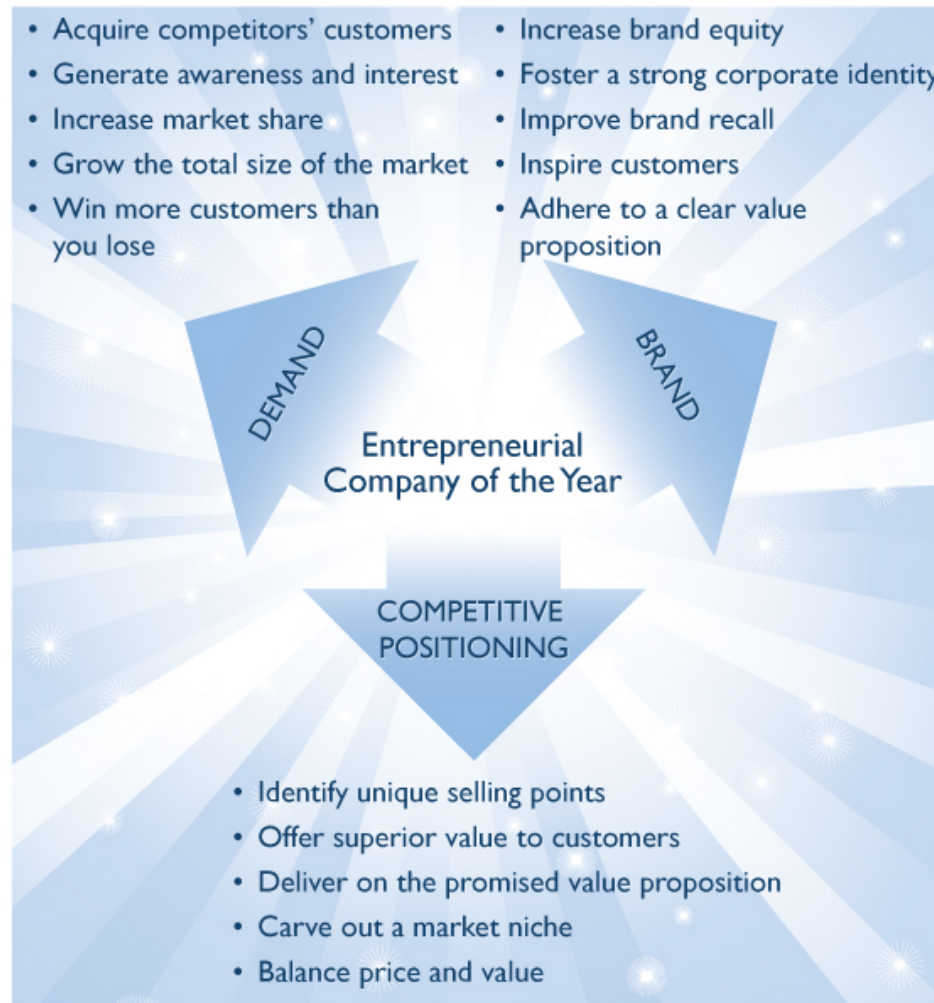 • Acquire competitors' customers
• Generate awareness and interest
• Increase market share
• Grow the total size of the market
• Win more customers than
you lose
• Increase brand equity
• Foster a strong corporate identity
• Improve brand recall
• Inspire customers
• Adhere to a clear value
proposition
DEMAND
BRAND
Entrepreneurial
Company of the Year
COMPETITIVE
POSITIONING
• Identify unique selling points
• Offer superior value to customers
• Deliver on the promised value proposition
• Carve out a market niche
• Balance price and value